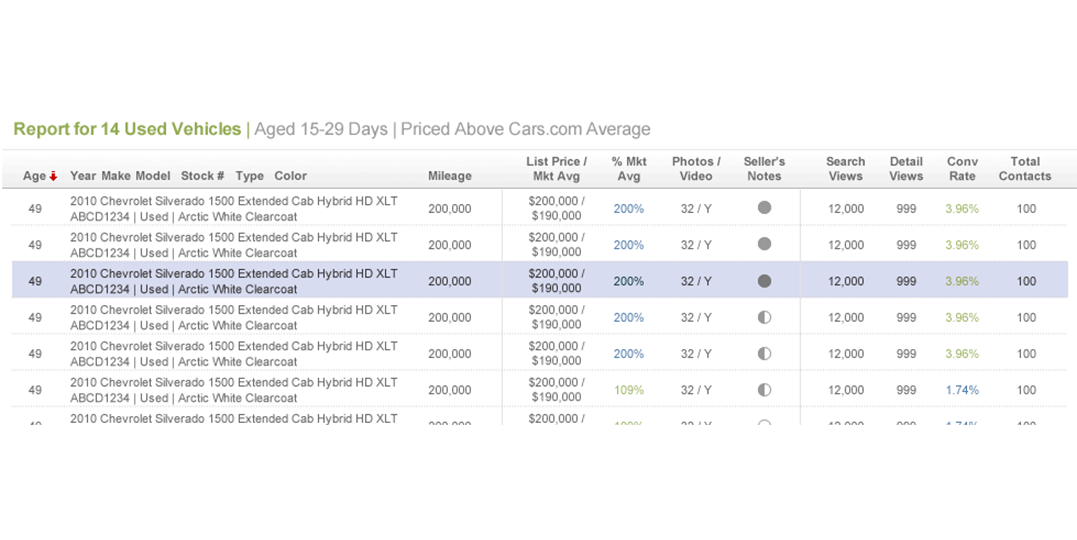 Report for 14 Used Vehicles | Aged 15-29 Days | Priced Above Cars.com Average
List Price / % Mkt Photos / Seller's Search Detail Conv Total
Age Year Make Model Stock # Type Color Mileage Mkt Avg Avg Video Notes Views Views Rate Contacts
2010 Chevrolet Silverado 1500 Extended Cab Hybrid HD XLT $200,000 /
49 200,000 200% 32 / Y 12,000 999 3.96% 100
ABCD1234 | Used | Arctic White Clearcoat $190,000
2010 Chevrolet Silverado 1500 Extended Cab Hybrid HD XLT $200,000 /
49 200,000 200% 32 / Y 12,000 999 3.96% 100
ABCD1234 | Used | Arctic White Clearcoat $190,000
2010 Chevrolet Silverado 1500 Extended Cab Hybrid HD XLT $200,000 /
49 200,000 200% 32 / Y 12,000 999 3.96% 100
ABCD1234 | Used | Arctic White Clearcoat $190,000
2010 Chevrolet Silverado 1500 Extended Cab Hybrid HD XLT $200,000 /
49 200,000 200% 32 / Y 12,000 999 3.96% 100
ABCD1234 | Used | Arctic White Clearcoat $190,000
2010 Chevrolet Silverado 1500 Extended Cab Hybrid HD XLT $200,000 /
49 200,000 200% 32 / Y 12,000 999 3.96% 100
ABCD1234 | Used | Arctic White Clearcoat $190,000
2010 Chevrolet Silverado 1500 Extended Cab Hybrid HD XLT $200,000 /
49 200,000 109% 32 / Y 12,000 999 1.74% 100
ABCD1234 | Used | Arctic White Clearcoat $190,000
2010 Chevrolet Silverado 1500 Extended Cab Hybrid HD XLT $200,000 /